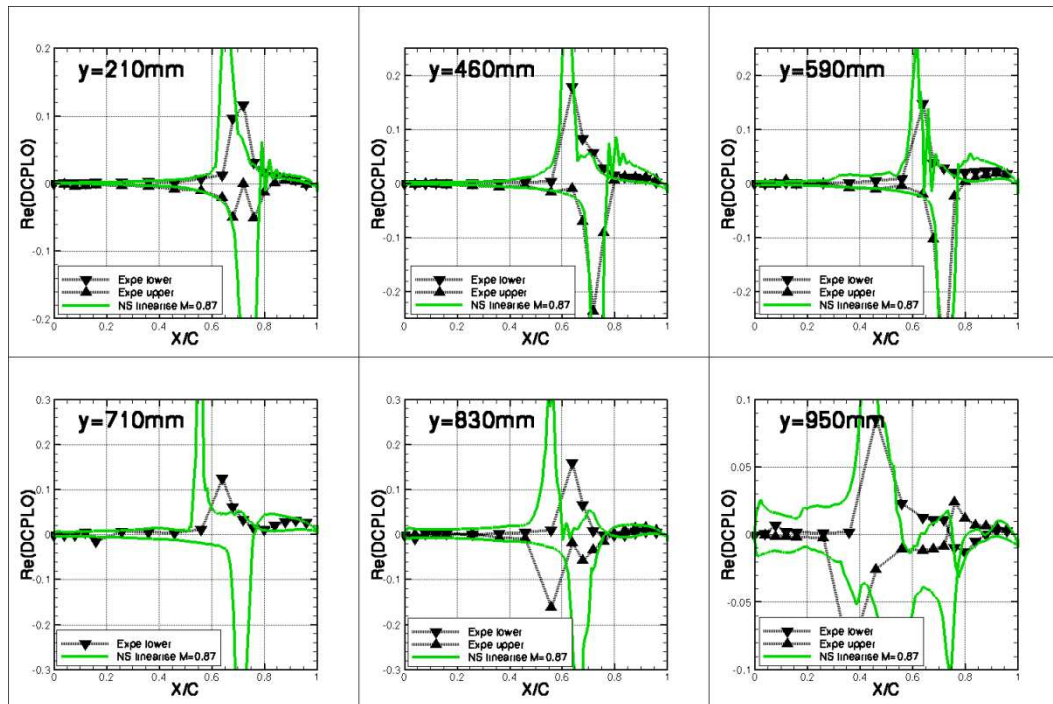 y=210mm
Re(DCPLO)
0.2
0.1
0
-0.1
-0.2
Expe lower
Expe upper
NS linearise M=0.87
0 0.2 0.4 0.6 0.8 1
X/C
y=460mm
Re(DCPLO)
0.2
0.1
0
-0.1
-0.2
Expe lower
Expe upper
NS linearise M=0.87
0 0.2 0.4 0.6 0.8 1
X/C
y=590mm
Re(DCPLO)
0.2
0.1
0
-0.1
-0.2
Expe lower
Expe upper
NS linearise M=0.87
0 0.2 0.4 0.6 0.8 1
X/C
y=710mm
Re(DCPLO)
0.3
0.2
0.1
0
-0.1
-0.2
-0.3
Expe lower
NS linearise M=0.87
0 0.2 0.4 0.6 0.8 1
X/C
y=830mm
Re(DCPLO)
0.3
0.2
0.1
0
-0.1
-0.2
-0.3
Expe lower
Expe upper
NS linearise M=0.87
0 0.2 0.4 0.6 0.8 1
X/C
y=950mm
Re(DCPLO)
0.1
0.05
0
-0.05
-0.1
Expe lower
Expe upper
NS linearise M=0.87
0 0.2 0.4 0.6 0.8 1
X/C